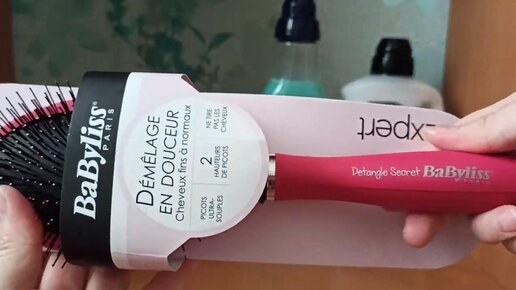 BaByliss
PARIS
DÉMÊLAGE
EN DOUCEUR
Cheveux fins à normaux
PICOTS
ULTRA-
SOUPLES
2
HAUTEURS
DE PICOTS
NE TIRE
PAS LES
CHEVEUX
Expert
Detangle Secret BaByliss
PARIS